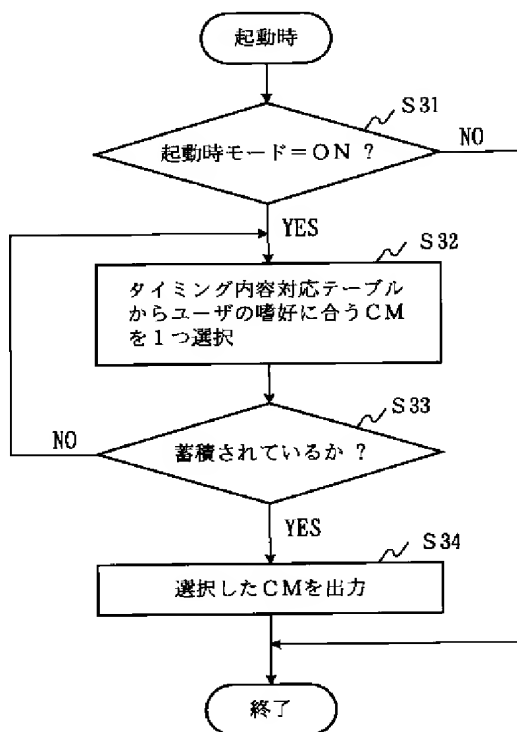 起動時
S31
起動時モード=ON ?
NO
YES
S32
タイミング内容対応テーブル
からユーザの嗜好に合うCM
を1つ選択
S33
NO
蓄積されているか ?
YES
S34
選択したCMを出力
終了